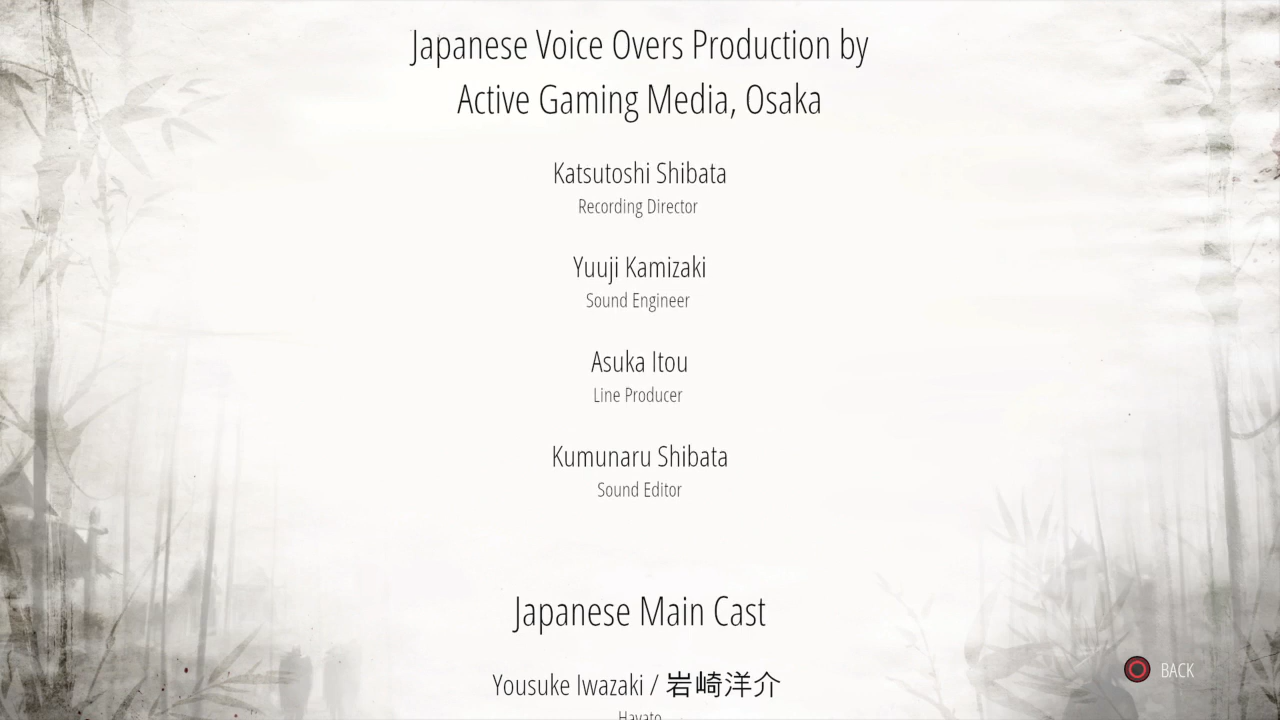 Japanese Voice Overs Production by
Active Gaming Media, Osaka
Katsutoshi Shibata
Recording Director
Yuuji Kamizaki
Sound Engineer
Asuka Itou
Line Producer
Kumunaru Shibata
Sound Editor
Japanese Main Cast
Yousuke Iwazaki / 岩崎洋介
Hayato
BACK